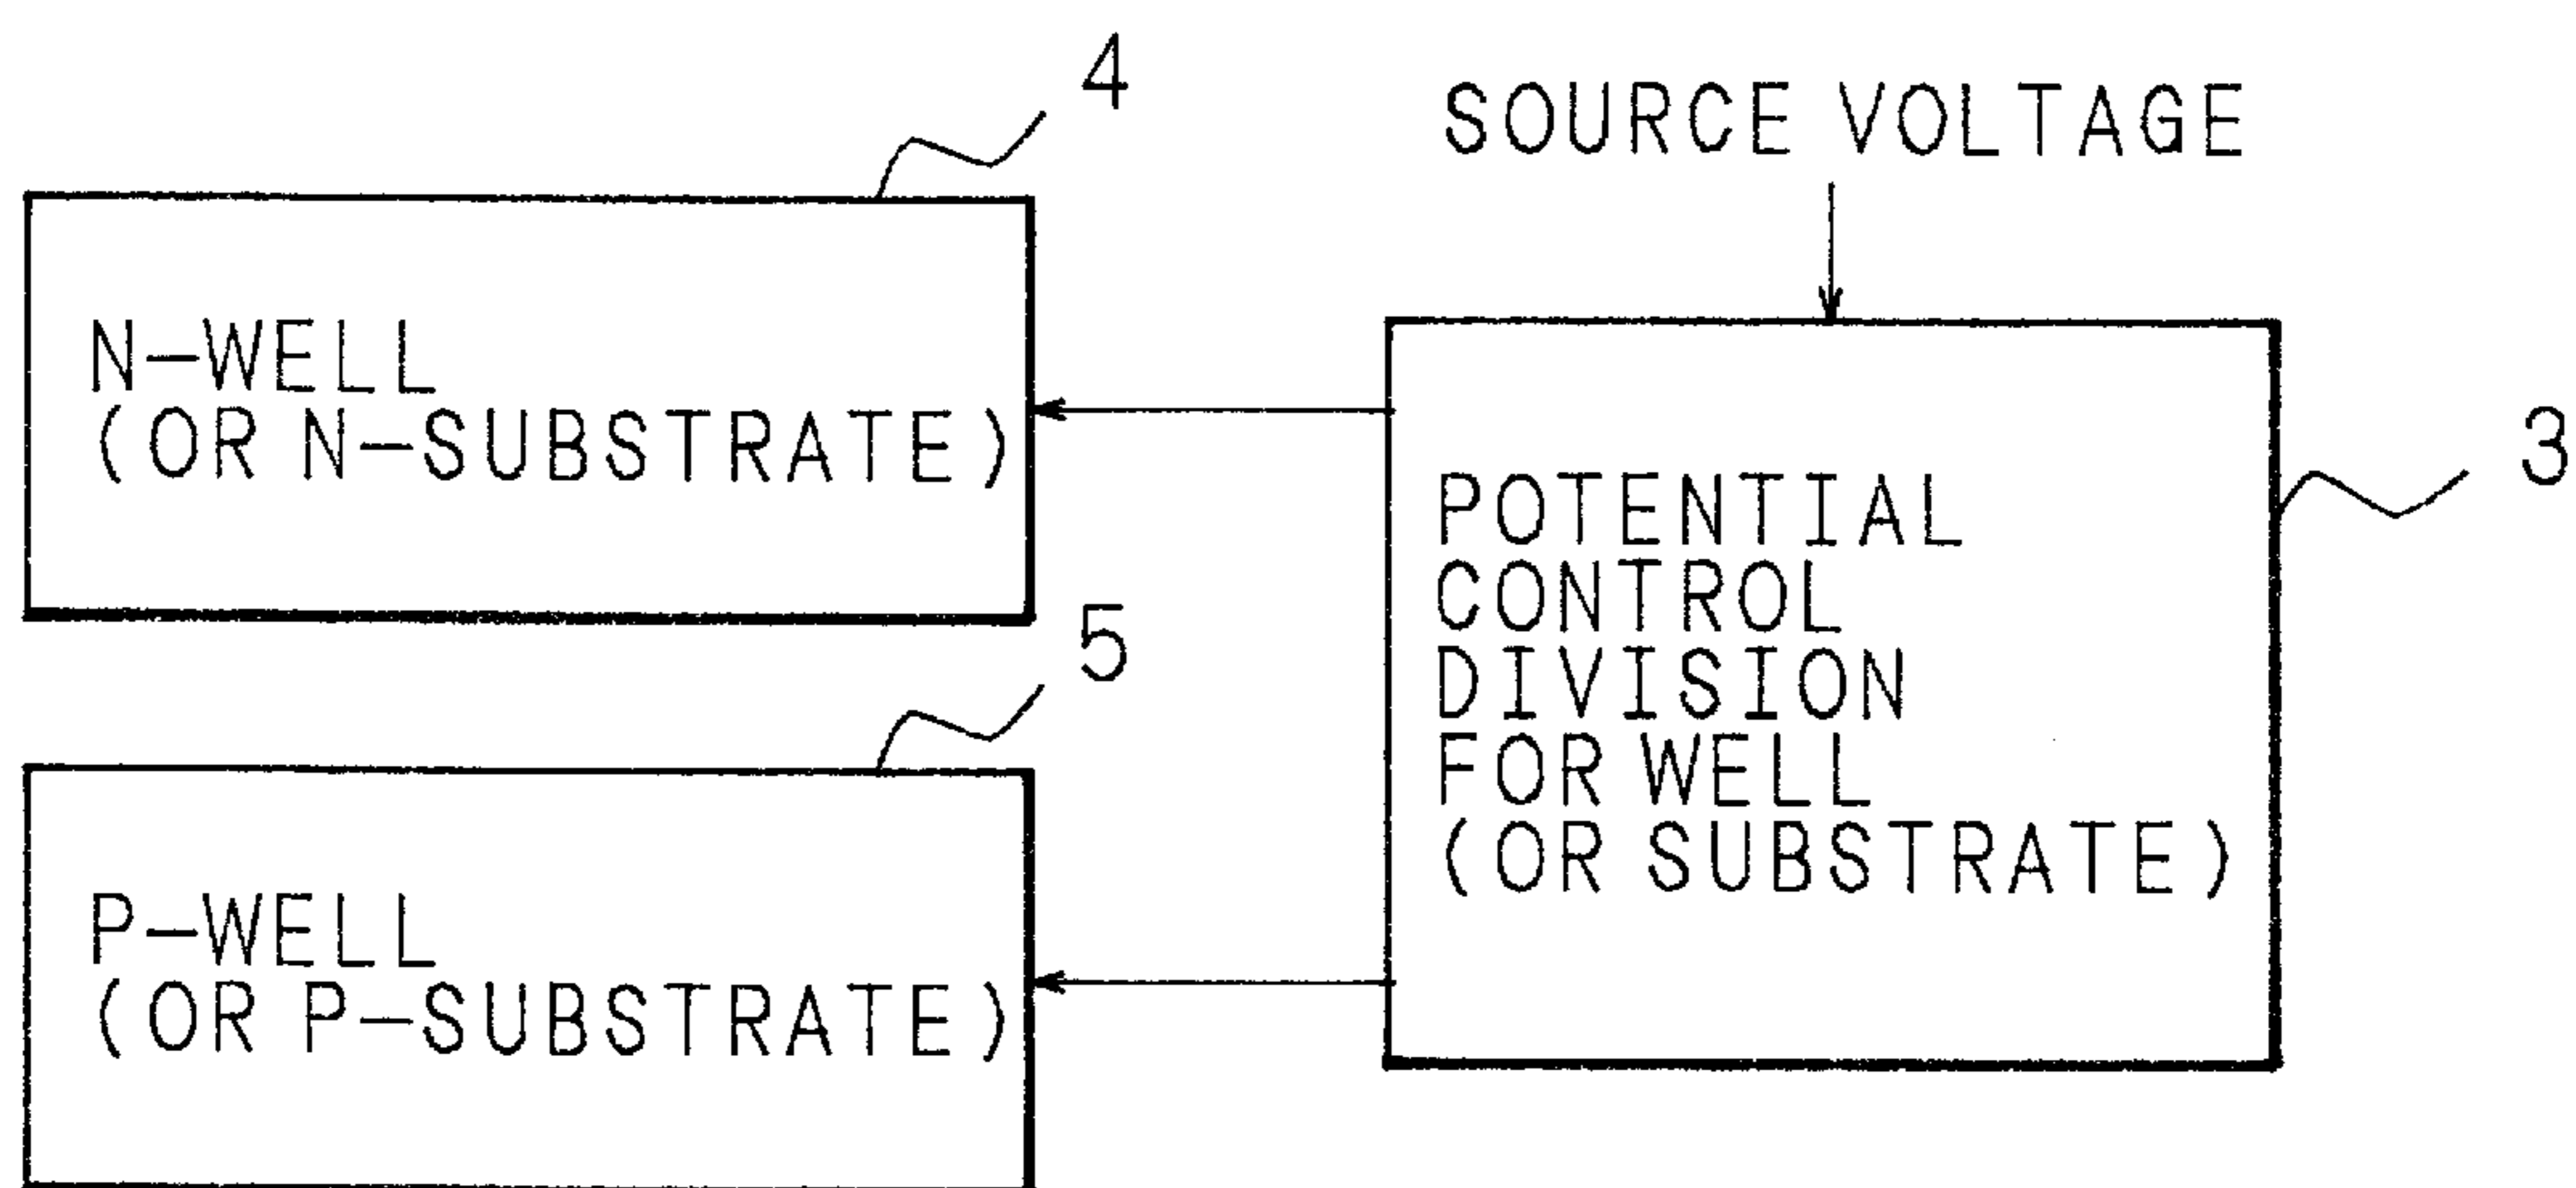 4
N-WELL
(OR N-SUBSTRATE)
5
P-WELL
(OR P-SUBSTRATE)
SOURCE VOLTAGE
POTENTIAL
CONTROL
DIVISION
FOR WELL
(OR SUBSTRATE)
3